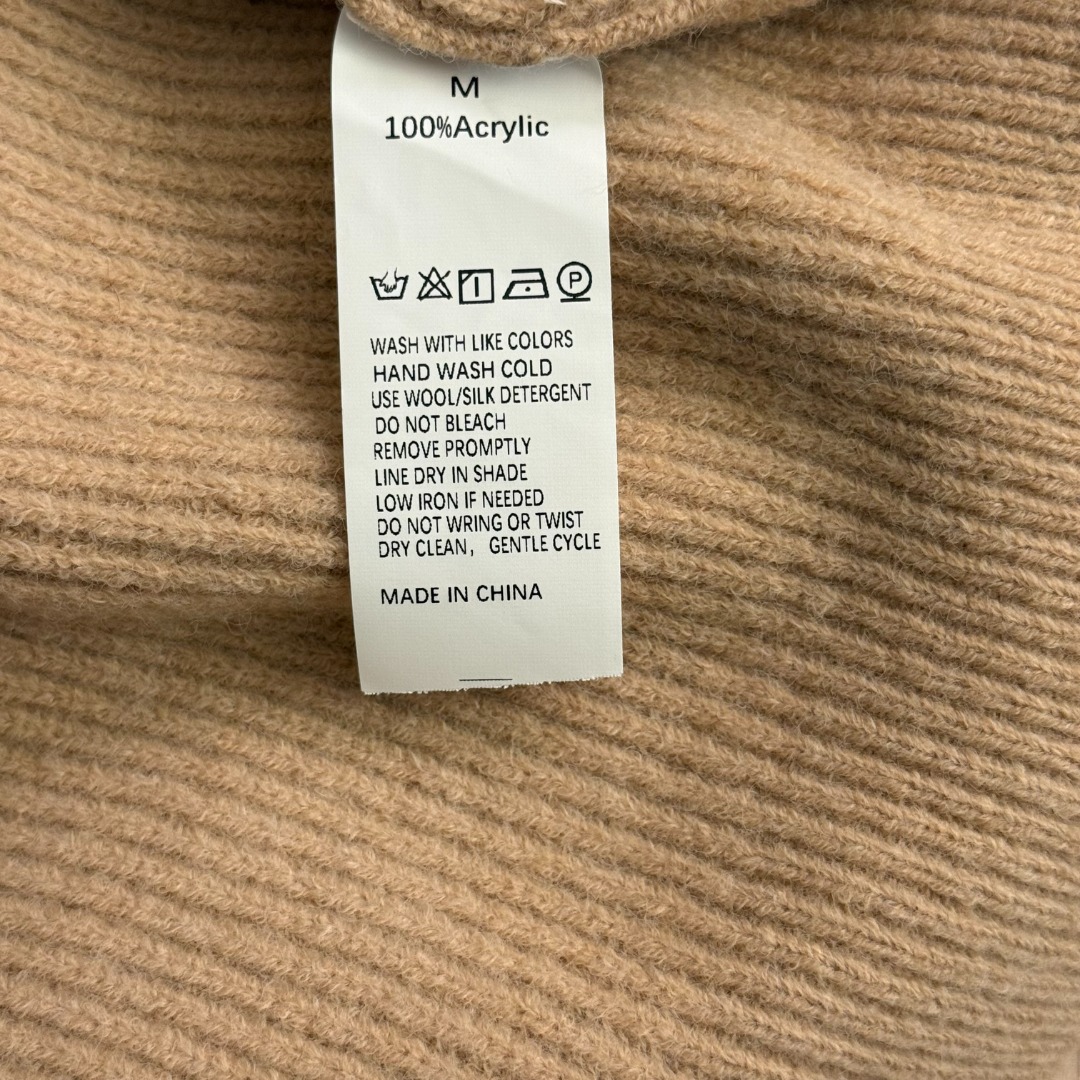 M
100%Acrylic
P
WASH WITH LIKE COLORS
HAND WASH COLD
USE WOOL/SILK DETERGENT
DO NOT BLEACH
REMOVE PROMPTLY
LINE DRY IN SHADE
LOW IRON IF NEEDED
DO NOT WRING OR TWIST
DRY CLEAN, GENTLE CYCLE
MADE IN CHINA